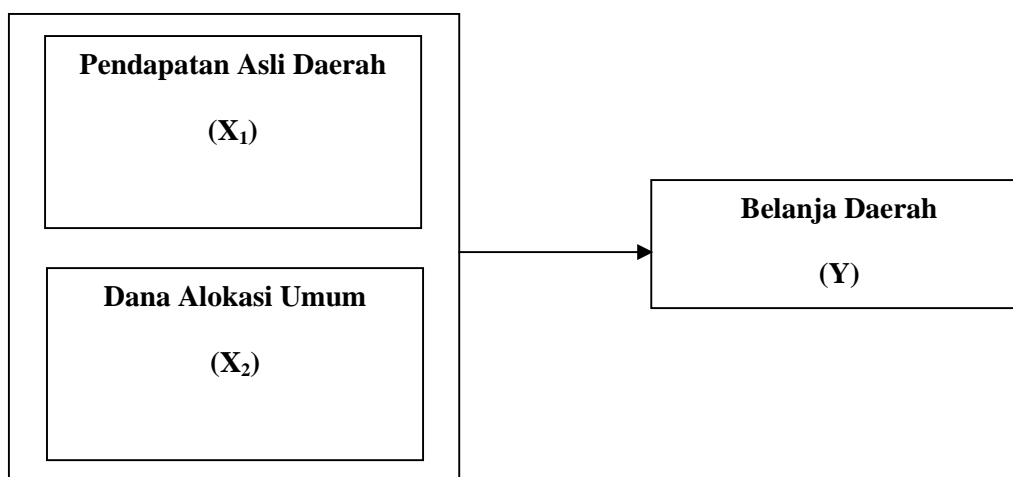 Pendapatan Asli Daerah
(X₁)
Dana Alokasi Umum
(X₂)
Belanja Daerah
(Y)